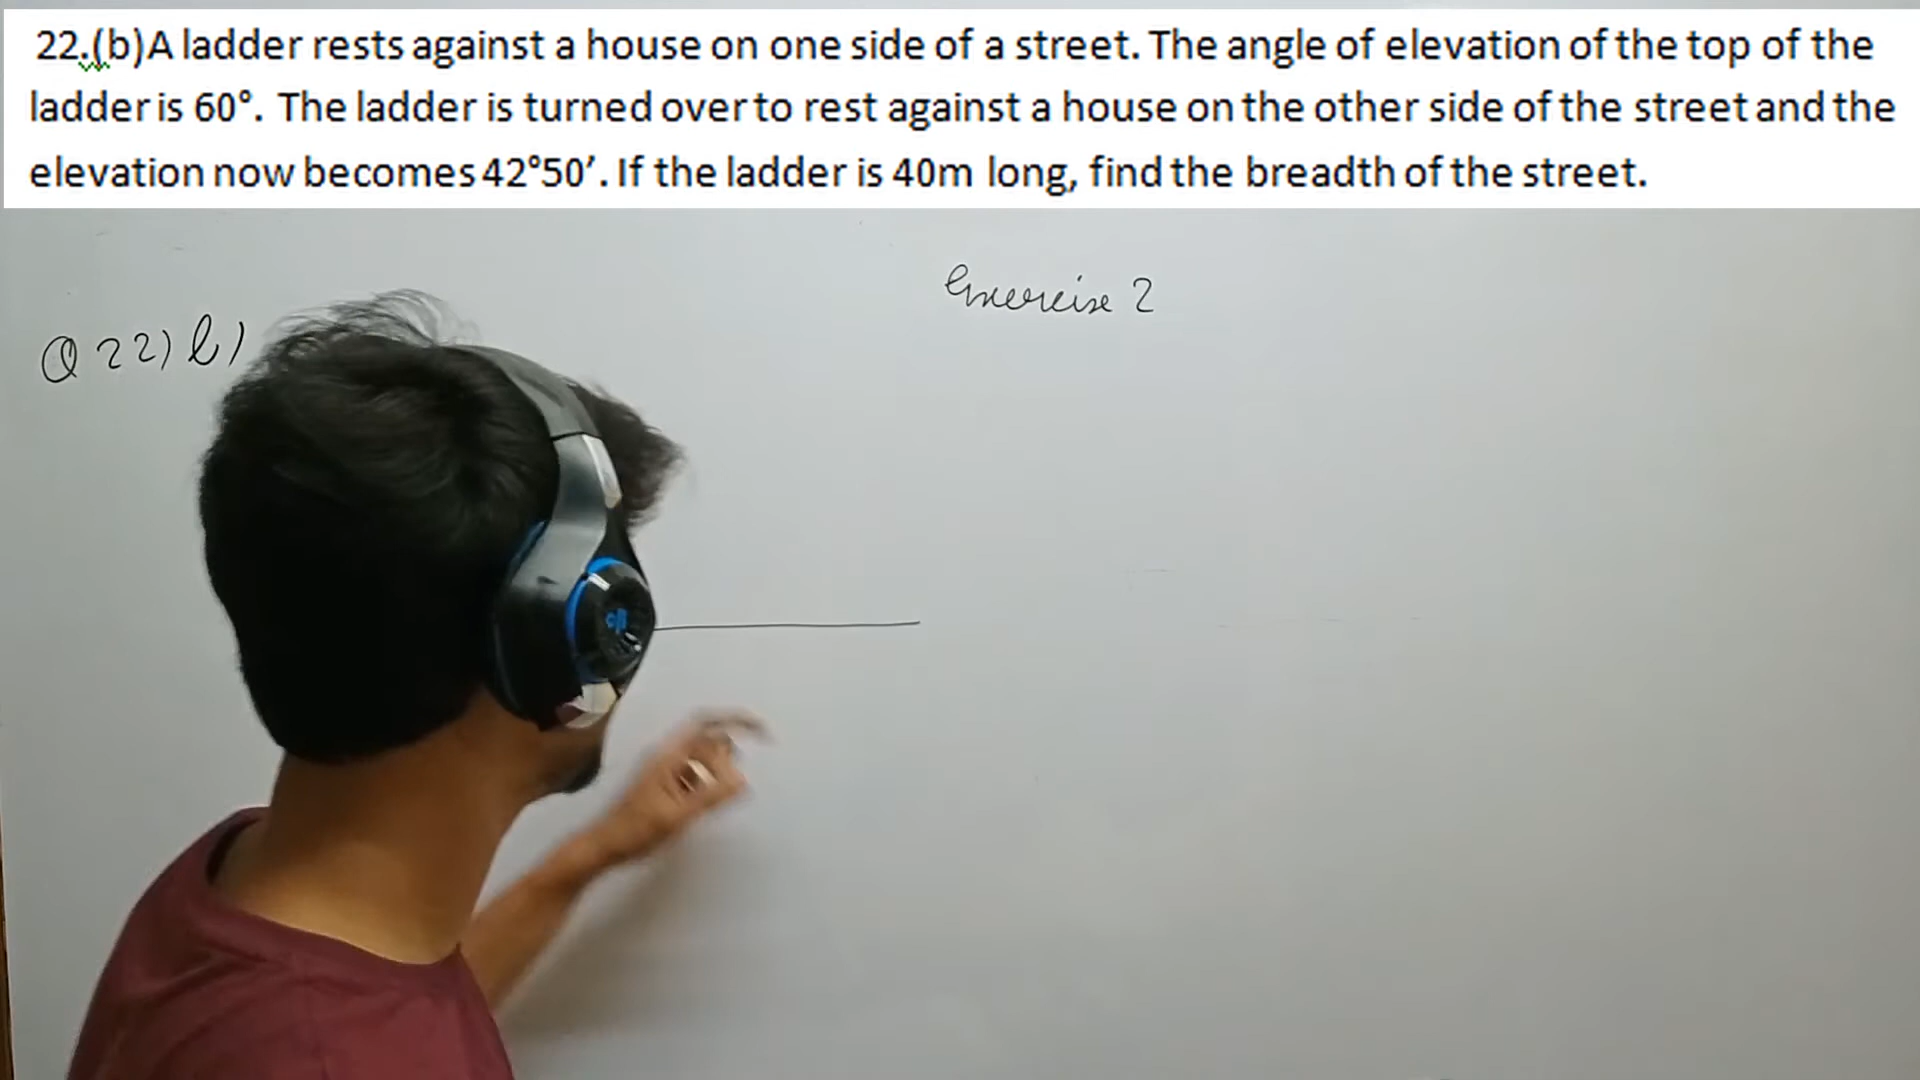 22.(b)A ladder rests against a house on one side of a street. The angle of elevation of the top of the
ladder is 60°. The ladder is turned over to rest against a house on the other side of the street and the
elevation now becomes 42°50′. If the ladder is 40m long, find the breadth of the street.
Exercise 2
Q 22) b)